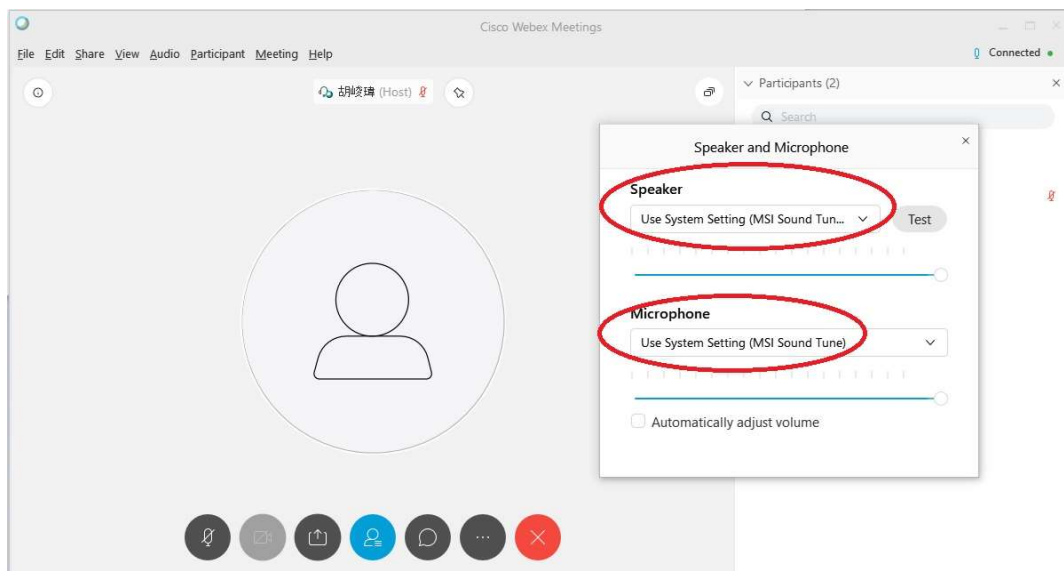 Cisco Webex Meetings
File Edit Share View Audio Participant Meeting Help
Connected
胡峻瑋 (Host)
Participants (2)
Search
Speaker and Microphone
Speaker
Use System Setting (MSI Sound Tun...
Test
Microphone
Use System Setting (MSI Sound Tune)
Automatically adjust volume